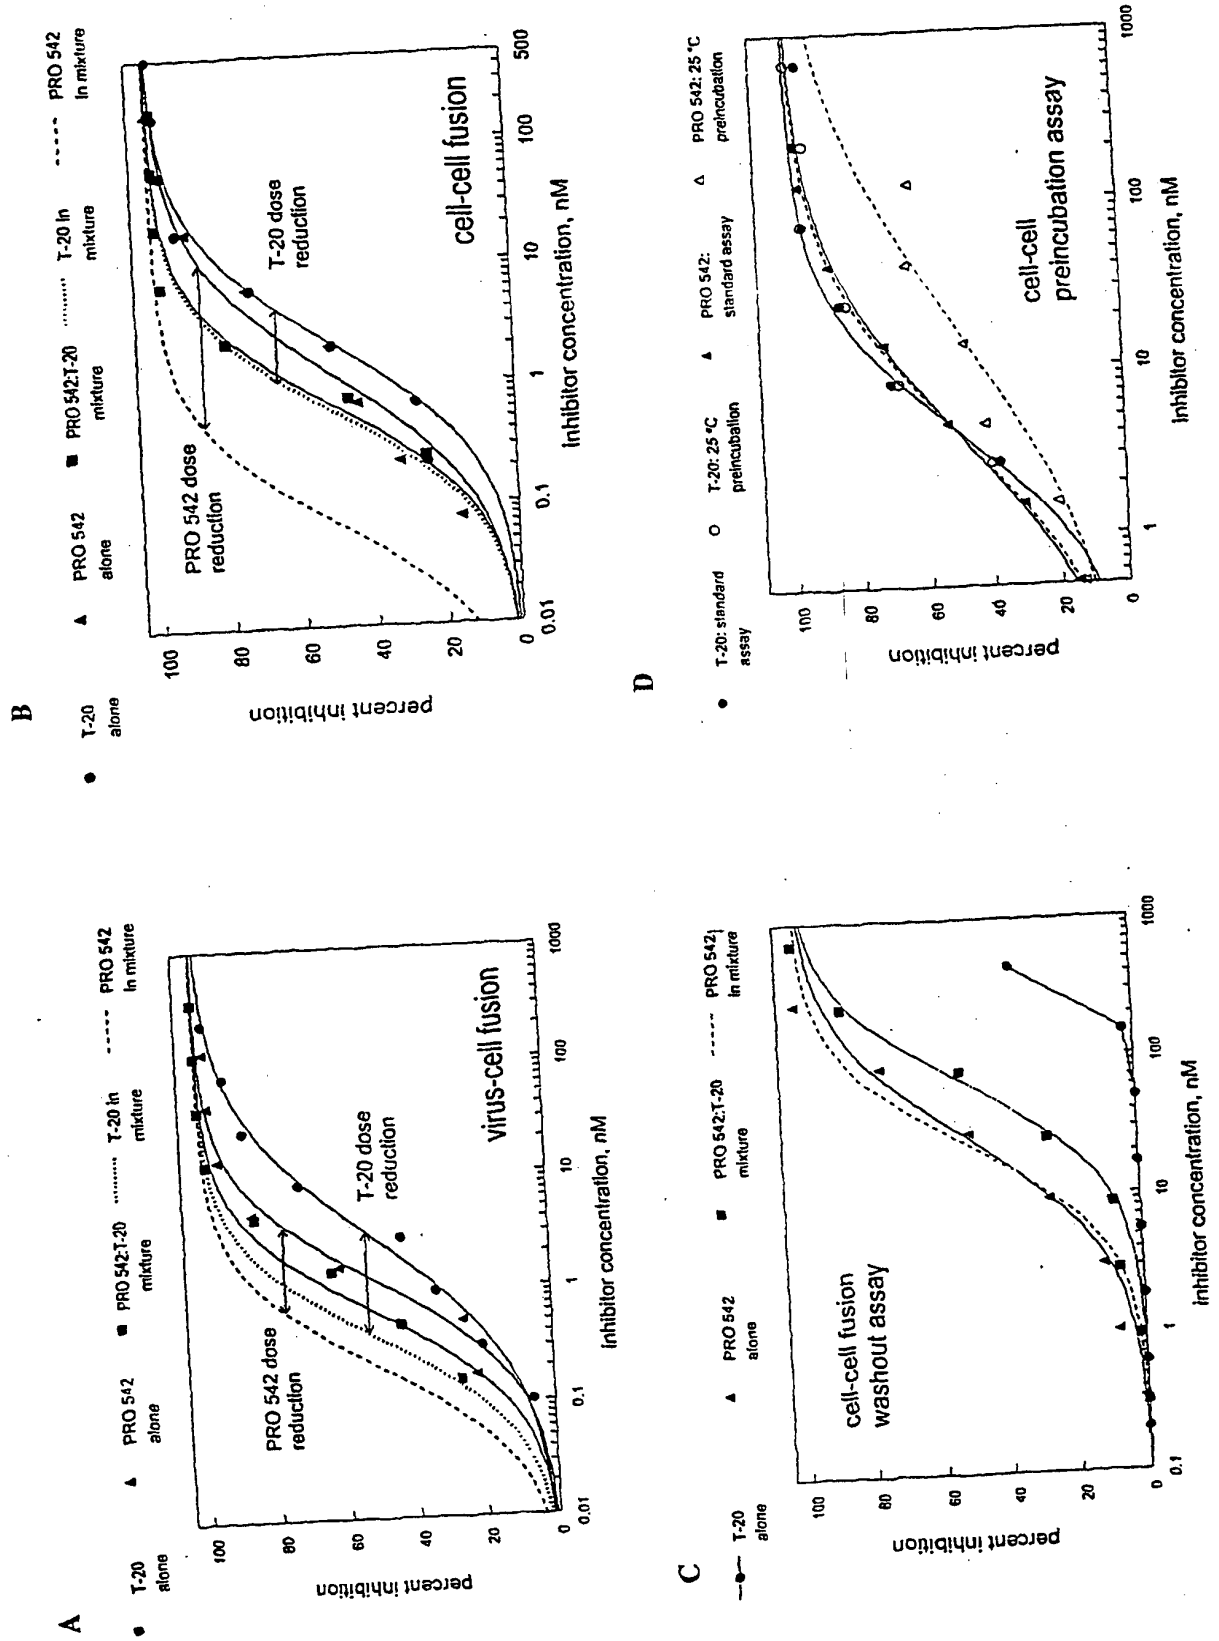 A
T-20
alone
PRO 542
alone
PRO 542:T-20
mixture
T-20 in
mixture
PRO 542
in mixture
percent inhibition
100
80
60
40
20
0
0.01
0.1
1
10
100
1000
inhibitor concentration, nM
PRO 542 dose
reduction
T-20 dose
reduction
virus-cell fusion
B
T-20
alone
PRO 542
alone
PRO 542:T-20
mixture
T-20 in
mixture
PRO 542
in mixture
percent inhibition
100
80
60
40
20
0
0.01
0.1
1
10
100
500
inhibitor concentration, nM
PRO 542 dose
reduction
T-20 dose
reduction
cell-cell fusion
C
T-20
alone
PRO 542
alone
PRO 542:T-20
mixture
PRO 542
in mixture
percent inhibition
100
80
60
40
20
0
0.1
1
10
100
1000
inhibitor concentration, nM
cell-cell fusion
washout assay
D
T-20: standard
assay
T-20: 25 °C
preincubation
PRO 542:
standard assay
PRO 542: 25 °C
preincubation
percent inhibition
100
80
60
40
20
0
1
10
100
1000
inhibitor concentration, nM
cell-cell
preincubation assay